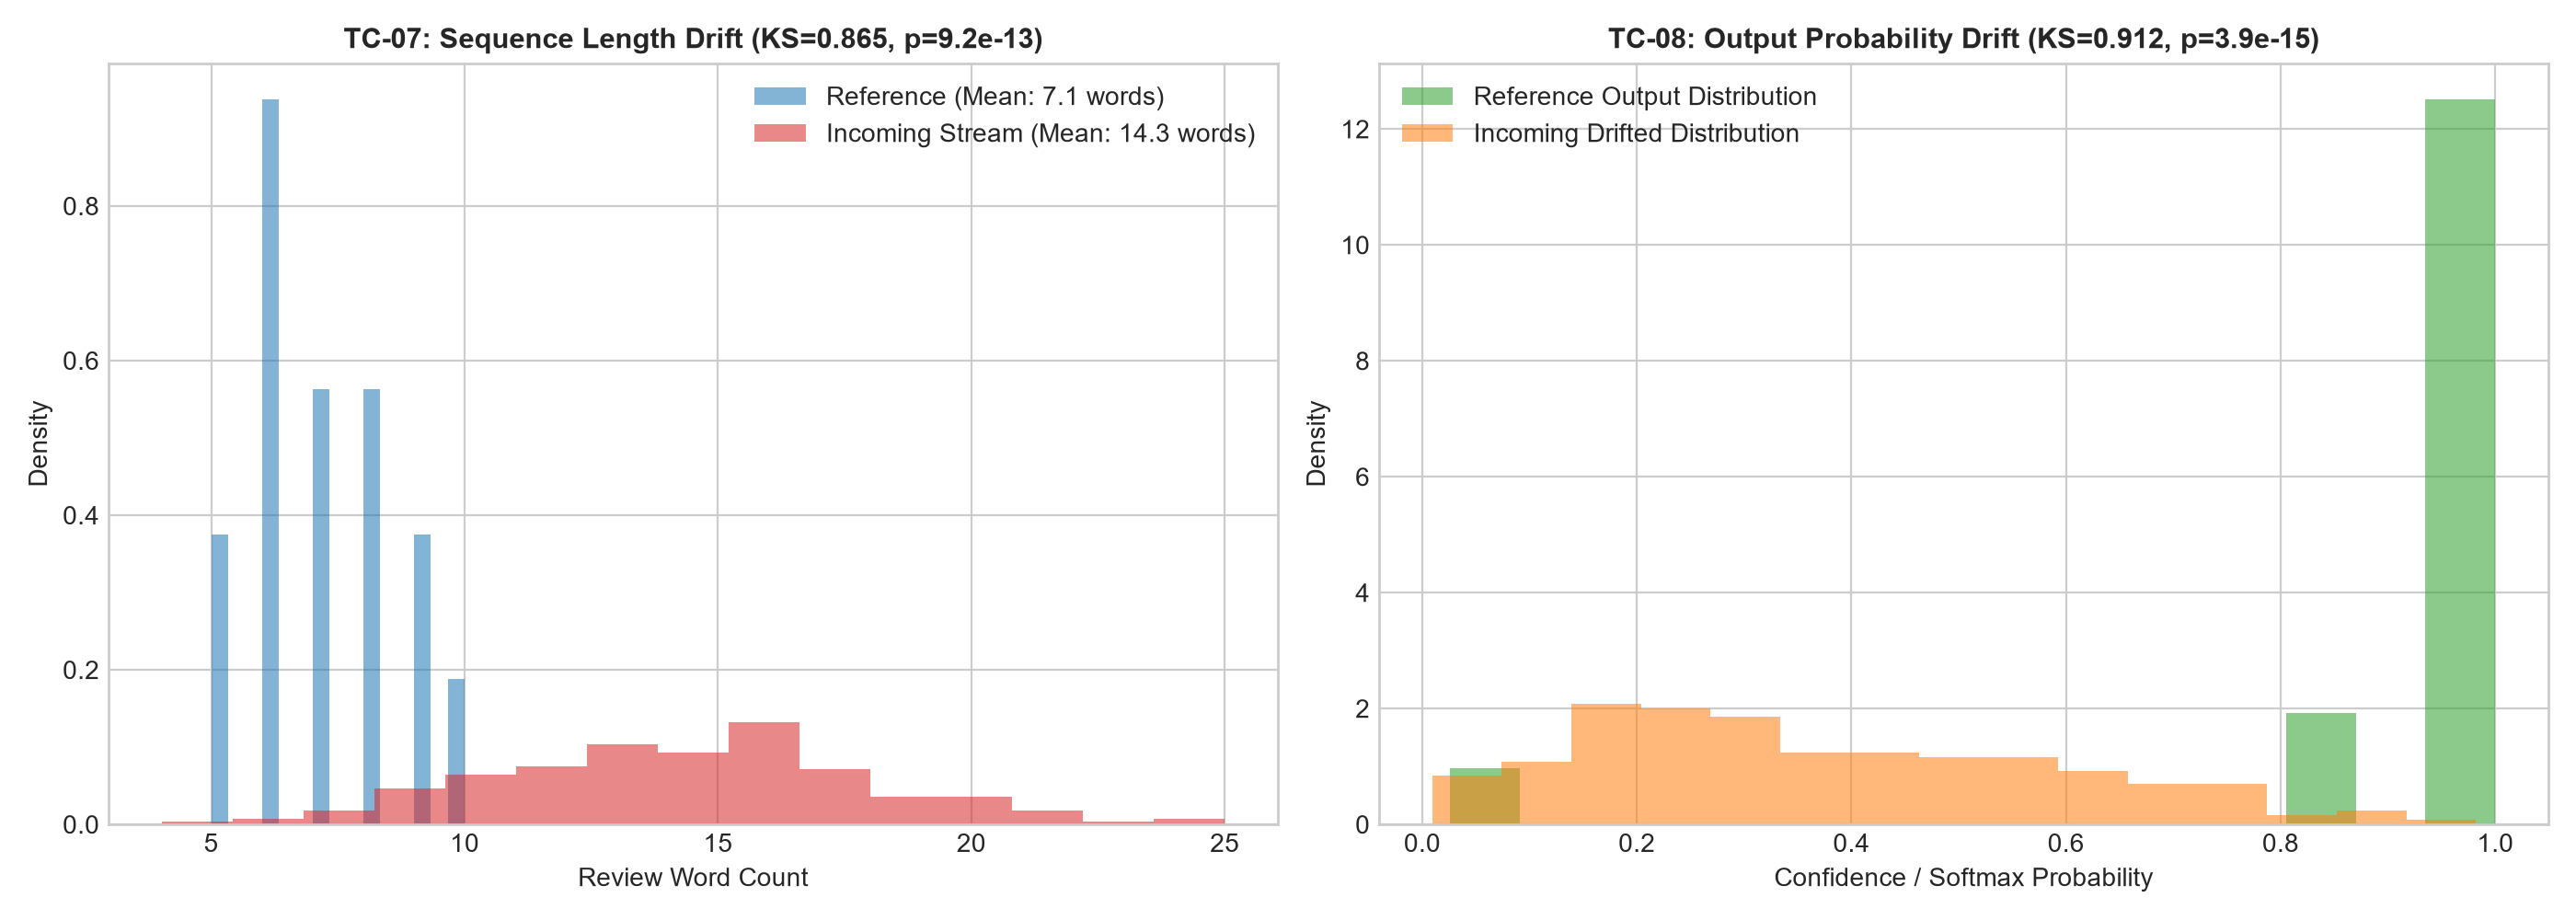 TC-07: Sequence Length Drift (KS=0.865, p=9.2e-13)
Reference (Mean: 7.1 words)
Incoming Stream (Mean: 14.3 words)
Density
0.8
0.6
0.4
0.2
0.0
5
10
15
20
25
Review Word Count
TC-08: Output Probability Drift (KS=0.912, p=3.9e-15)
Reference Output Distribution
Incoming Drifted Distribution
Density
12
10
8
6
4
2
0
0.0
0.2
0.4
0.6
0.8
1.0
Confidence / Softmax Probability